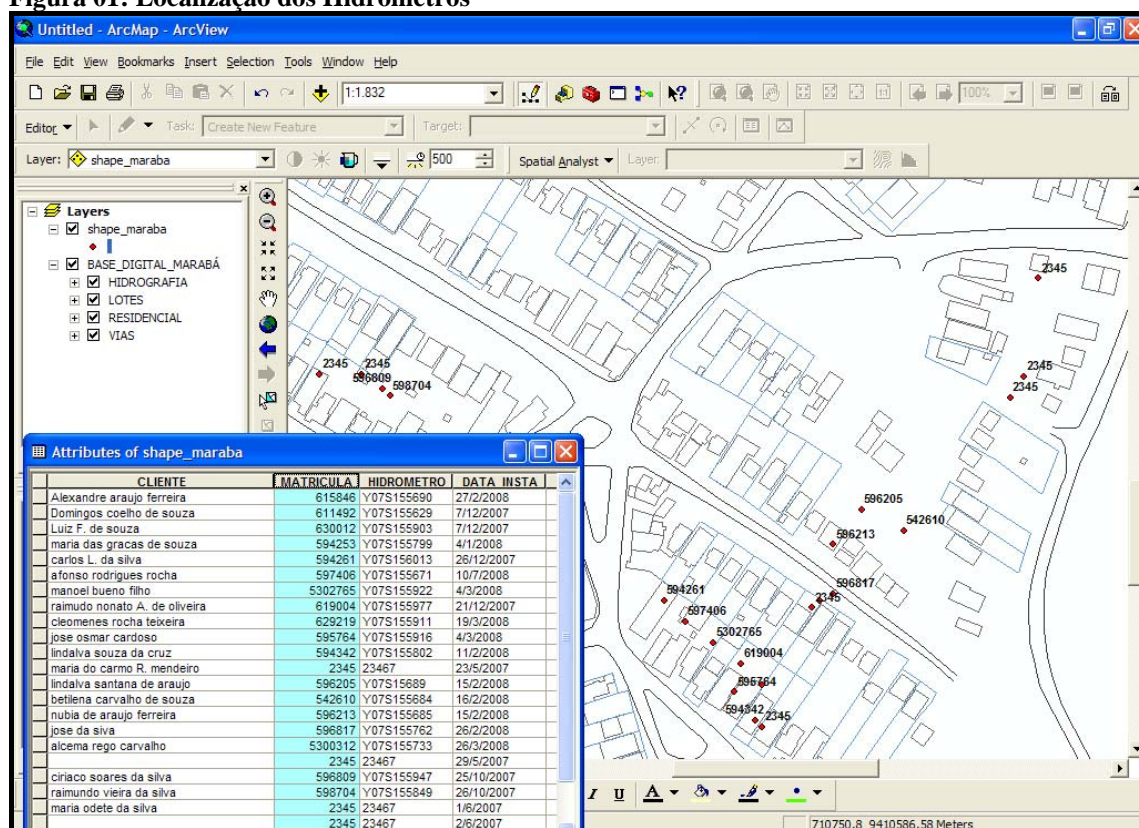 Figura 01: Localização dos Hidrômetros
Untitled - ArcMap - ArcView
File Edit View Bookmarks Insert Selection Tools Window Help
1:1.832
100%
Editor Task: Create New Feature Target:
Layer: shape_maraba 500 Spatial Analyst Layer:
Layers
shape_maraba
BASE_DIGITAL_MARABÁ
HIDROGRAFIA
LOTES
RESIDENCIAL
VIAS
2345
2345 2345
596809
598704
2345
2345
596205
542610
596213
596817
2345
594261
597406
5302765
619004
595764
594342
2345
Attributes of shape_maraba
CLIENTE MATRICULA HIDROMETRO DATA INSTA
Alexandre araujo ferreira 615846 Y07S155690 27/2/2008
Domingos coelho de souza 611492 Y07S155629 7/12/2007
Luiz F. de souza 630012 Y07S155903 7/12/2007
maria das gracas de souza 594253 Y07S155799 4/1/2008
carlos L. da silva 594261 Y07S156013 26/12/2007
afonso rodrigues rocha 597406 Y07S155671 10/7/2008
manoel bueno filho 5302765 Y07S155922 4/3/2008
raimudo nonato A. de oliveira 619004 Y07S155977 21/12/2007
cleomenes rocha teixeira 629219 Y07S155911 19/3/2008
jose osmar cardoso 595764 Y07S155916 4/3/2008
lindalva souza da cruz 594342 Y07S155802 11/2/2008
maria do carmo R. mendeiro 2345 23467 23/5/2007
lindalva santana de araujo 596205 Y07S15689 15/2/2008
betilena carvalho de souza 542610 Y07S155684 16/2/2008
nubia de araujo ferreira 596213 Y07S155685 15/2/2008
jose da siva 596817 Y07S155762 26/2/2008
alcema rego carvalho 5300312 Y07S155733 26/3/2008
2345 23467 29/5/2007
ciriaco soares da silva 596809 Y07S155947 25/10/2007
raimundo vieira da silva 598704 Y07S155849 26/10/2007
maria odete da silva 2345 23467 1/6/2007
2345 23467 2/6/2007
I U A
710750,8 9410586,58 Meters